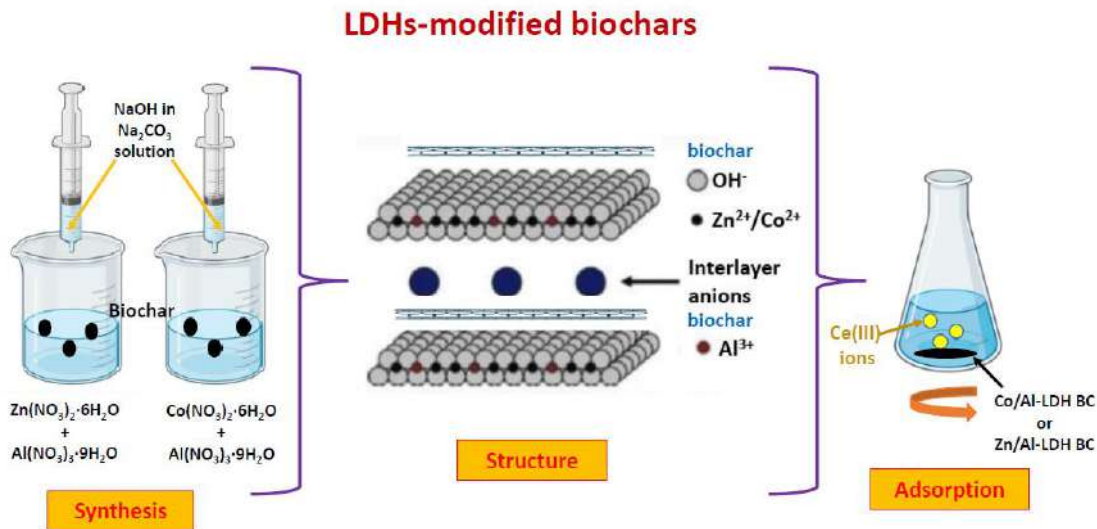 LDHs-modified biochars
NaOH in
Na₂CO₃
solution
Biochar
Zn(NO₃)₂·6H₂O
+
Al(NO₃)₃·9H₂O
Co(NO₃)₂·6H₂O
+
Al(NO₃)₃·9H₂O
Synthesis
biochar
OH⁻
Zn²⁺/Co²⁺
Interlayer
anions
biochar
Al³⁺
Structure
Ce(III)
ions
Co/Al-LDH BC
or
Zn/Al-LDH BC
Adsorption